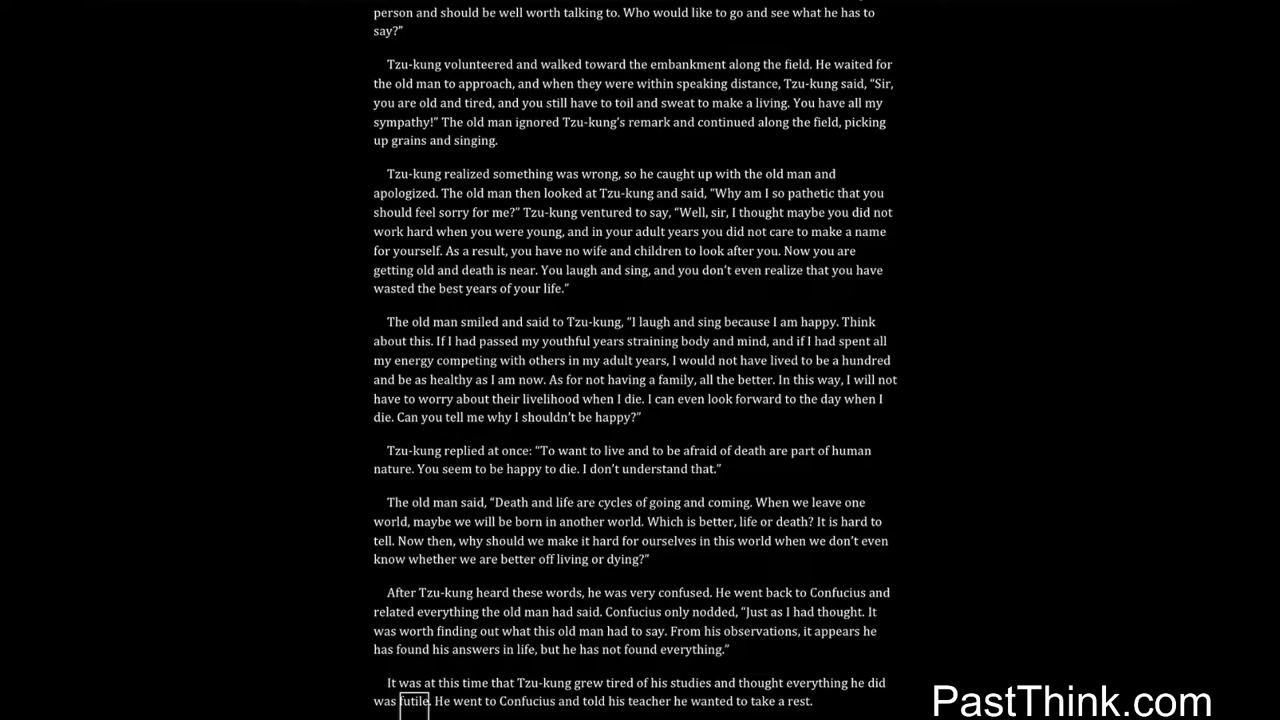 person and should be well worth talking to. Who would like to go and see what he has to
say?”
Tzu-kung volunteered and walked toward the embankment along the field. He waited for
the old man to approach, and when they were within speaking distance, Tzu-kung said, “Sir,
you are old and tired, and you still have to toil and sweat to make a living. You have all my
sympathy!” The old man ignored Tzu-kung’s remark and continued along the field, picking
up grains and singing.
Tzu-kung realized something was wrong, so he caught up with the old man and
apologized. The old man then looked at Tzu-kung and said, “Why am I so pathetic that you
should feel sorry for me?” Tzu-kung ventured to say, “Well, sir, I thought maybe you did not
work hard when you were young, and in your adult years you did not care to make a name
for yourself. As a result, you have no wife and children to look after you. Now you are
getting old and death is near. You laugh and sing, and you don’t even realize that you have
wasted the best years of your life.”
The old man smiled and said to Tzu-kung, “I laugh and sing because I am happy. Think
about this. If I had passed my youthful years straining body and mind, and if I had spent all
my energy competing with others in my adult years, I would not have lived to be a hundred
and be as healthy as I am now. As for not having a family, all the better. In this way, I will not
have to worry about their livelihood when I die. I can even look forward to the day when I
die. Can you tell me why I shouldn’t be happy?”
Tzu-kung replied at once: “To want to live and to be afraid of death are part of human
nature. You seem to be happy to die. I don’t understand that.”
The old man said, “Death and life are cycles of going and coming. When we leave one
world, maybe we will be born in another world. Which is better, life or death? It is hard to
tell. Now then, why should we make it hard for ourselves in this world when we don’t even
know whether we are better off living or dying?”
After Tzu-kung heard these words, he was very confused. He went back to Confucius and
related everything the old man had said. Confucius only nodded, “Just as I had thought. It
was worth finding out what this old man had to say. From his observations, it appears he
has found his answers in life, but he has not found everything.”
It was at this time that Tzu-kung grew tired of his studies and thought everything he did
was futile. He went to Confucius and told his teacher he wanted to take a rest.
PastThink.com